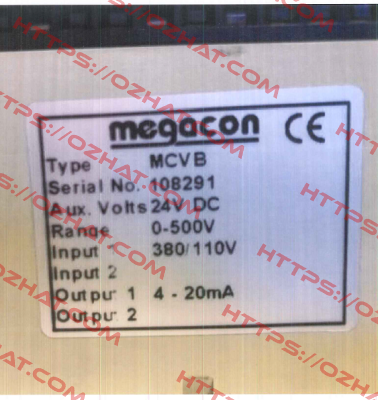 megacon CE
Type MCVB
Serial No. 108291
Aux. Volts 24V DC
Range 0-500V
Input 380/110V
Input 2
Output 1 4 - 20mA
Output 2
HTTPS://OZHAT.COM
HTTPS://OZHAT.COM
HTTPS://OZHAT.COM
HTTPS://OZHAT.COM
HTTPS://OZHAT.COM